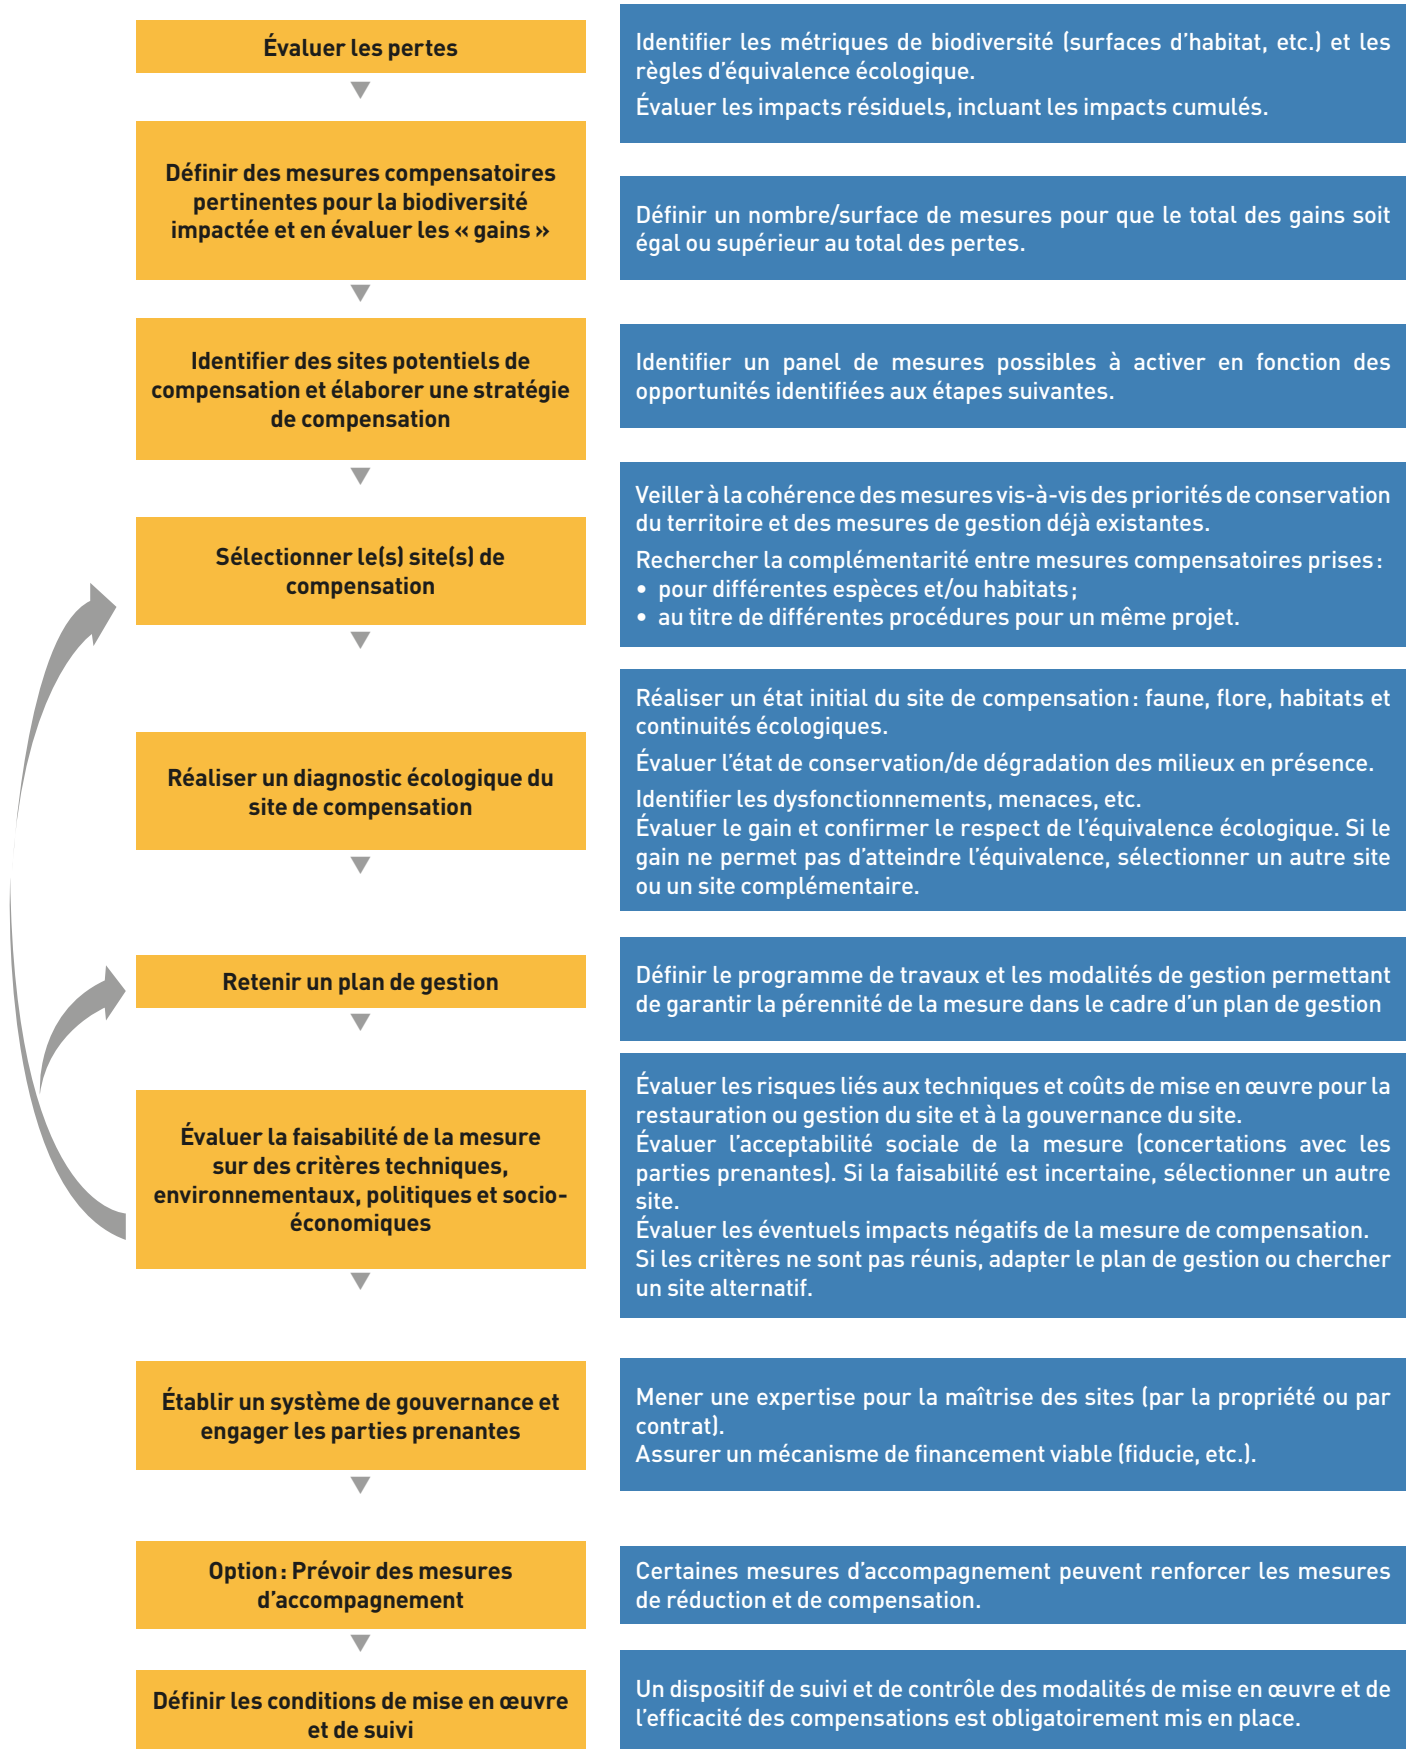 Évaluer les pertes
Identifier les métriques de biodiversité (surfaces d’habitat, etc.) et les
règles d’équivalence écologique.
Évaluer les impacts résiduels, incluant les impacts cumulés.
Définir des mesures compensatoires
pertinentes pour la biodiversité
impactée et en évaluer les « gains »
Définir un nombre/surface de mesures pour que le total des gains soit
égal ou supérieur au total des pertes.
Identifier des sites potentiels de
compensation et élaborer une stratégie
de compensation
Identifier un panel de mesures possibles à activer en fonction des
opportunités identifiées aux étapes suivantes.
Sélectionner le(s) site(s) de
compensation
Veiller à la cohérence des mesures vis-à-vis des priorités de conservation
du territoire et des mesures de gestion déjà existantes.
Rechercher la complémentarité entre mesures compensatoires prises :
• pour différentes espèces et/ou habitats ;
• au titre de différentes procédures pour un même projet.
Réaliser un diagnostic écologique du
site de compensation
Réaliser un état initial du site de compensation : faune, flore, habitats et
continuités écologiques.
Évaluer l’état de conservation/de dégradation des milieux en présence.
Identifier les dysfonctionnements, menaces, etc.
Évaluer le gain et confirmer le respect de l’équivalence écologique. Si le
gain ne permet pas d’atteindre l’équivalence, sélectionner un autre site
ou un site complémentaire.
Retenir un plan de gestion
Définir le programme de travaux et les modalités de gestion permettant
de garantir la pérennité de la mesure dans le cadre d’un plan de gestion
Évaluer la faisabilité de la mesure
sur des critères techniques,
environnementaux, politiques et socio-
économiques
Évaluer les risques liés aux techniques et coûts de mise en œuvre pour la
restauration ou gestion du site et à la gouvernance du site.
Évaluer l’acceptabilité sociale de la mesure (concertations avec les
parties prenantes). Si la faisabilité est incertaine, sélectionner un autre
site.
Évaluer les éventuels impacts négatifs de la mesure de compensation.
Si les critères ne sont pas réunis, adapter le plan de gestion ou chercher
un site alternatif.
Établir un système de gouvernance et
engager les parties prenantes
Mener une expertise pour la maîtrise des sites (par la propriété ou par
contrat).
Assurer un mécanisme de financement viable (fiducie, etc.).
Option : Prévoir des mesures
d’accompagnement
Certaines mesures d’accompagnement peuvent renforcer les mesures
de réduction et de compensation.
Définir les conditions de mise en œuvre
et de suivi
Un dispositif de suivi et de contrôle des modalités de mise en œuvre et de
l’efficacité des compensations est obligatoirement mis en place.